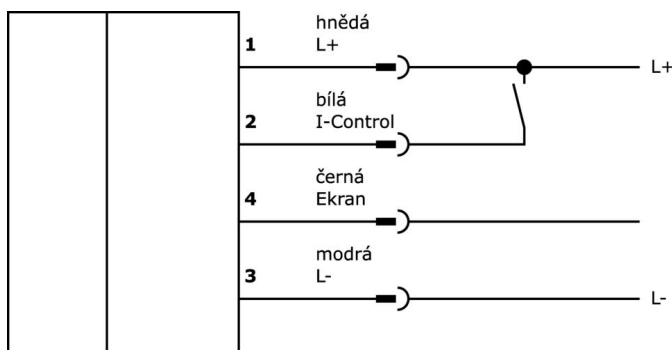 hnědá
1 L+
L+
bílá
2 I-Control
černá
4 Ekran
modrá
3 L-
L-